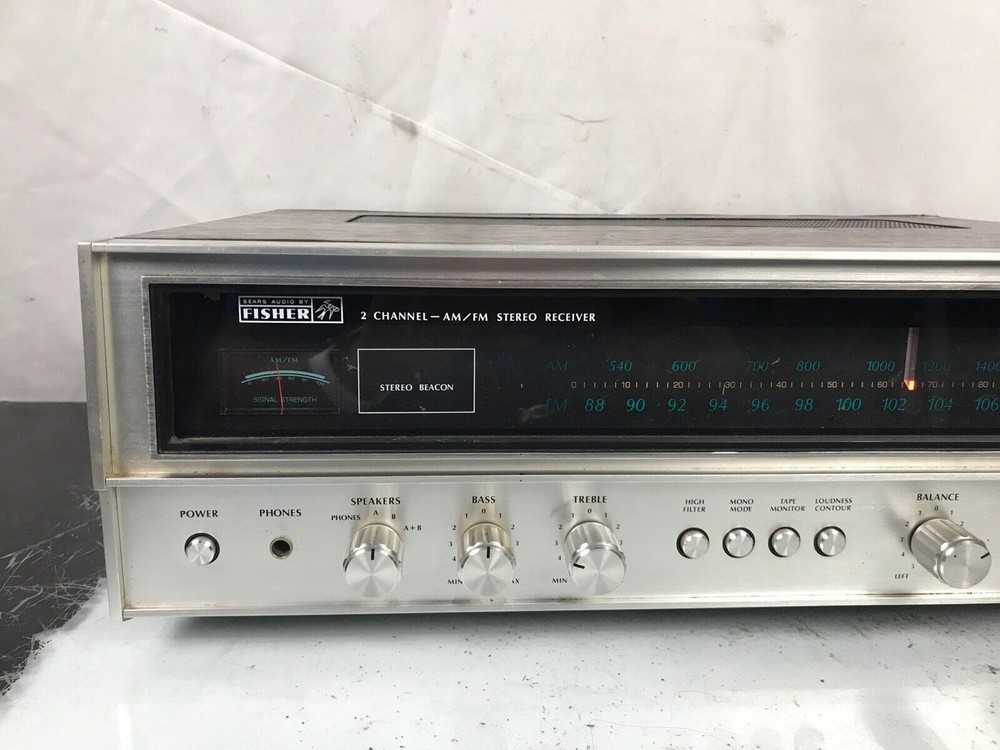 SEARS AUDIO BY
FISHER
2 CHANNEL — AM/FM STEREO RECEIVER
AM/FM
SIGNAL STRENGTH
STEREO BEACON
AM 540 600 700 800 1000 1200 1400
0 10 20 30 40 50 60 70 80
FM 88 90 92 94 96 98 100 102 104 106
POWER
PHONES
SPEAKERS
PHONES A B A+B
BASS
2 1 0 1 2
3 3
4
MIN AX
TREBLE
2 1 0 1 2
3 3
4
MIN
HIGH FILTER
MONO MODE
TAPE MONITOR
LOUDNESS CONTOUR
BALANCE
2 1 0 1
3
4
5
LEFT